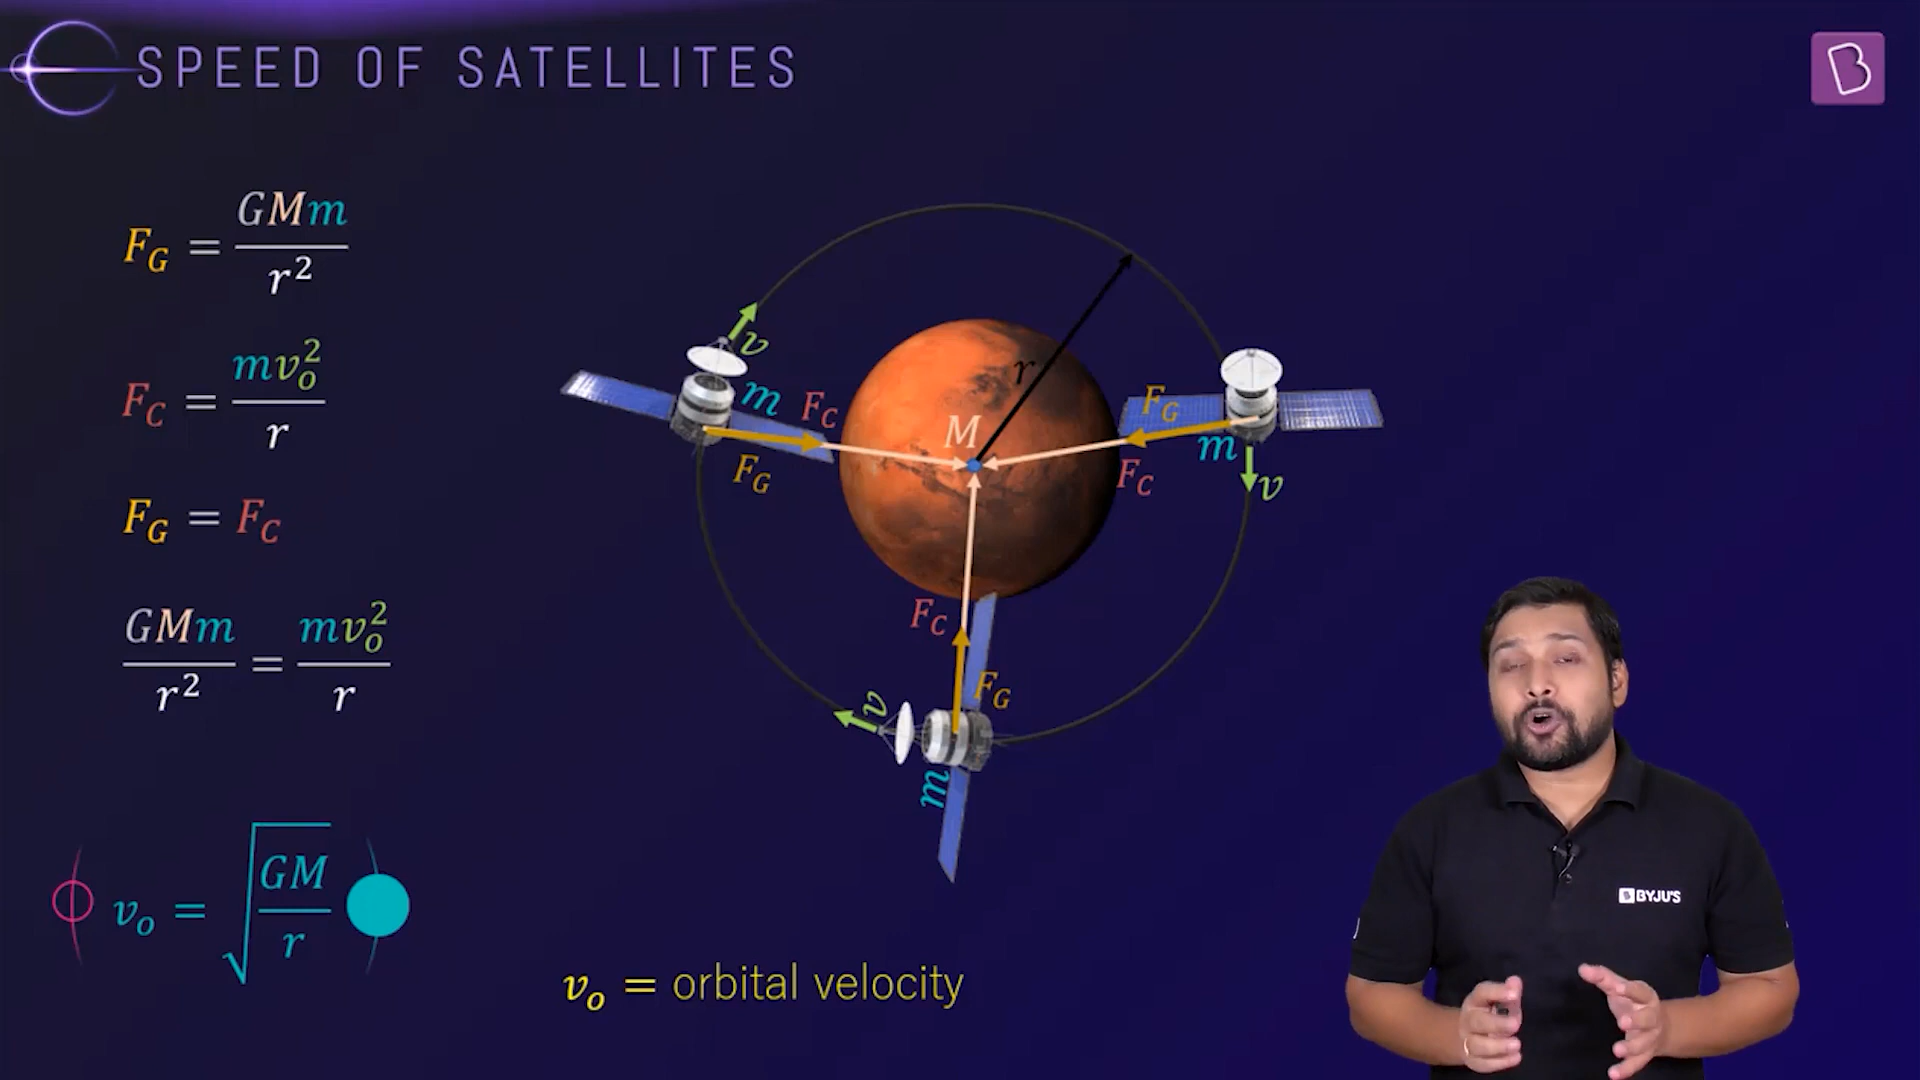 SPEED OF SATELLITES
B
F_G = GMm / r²
F_C = mv_o² / r
F_G = F_C
GMm / r² = mv_o² / r
v_o = √(GM / r)
v
m
F_C
F_G
M
r
F_G
F_C
m
v
F_C
F_G
v
m
v_o = orbital velocity
B BYJU'S